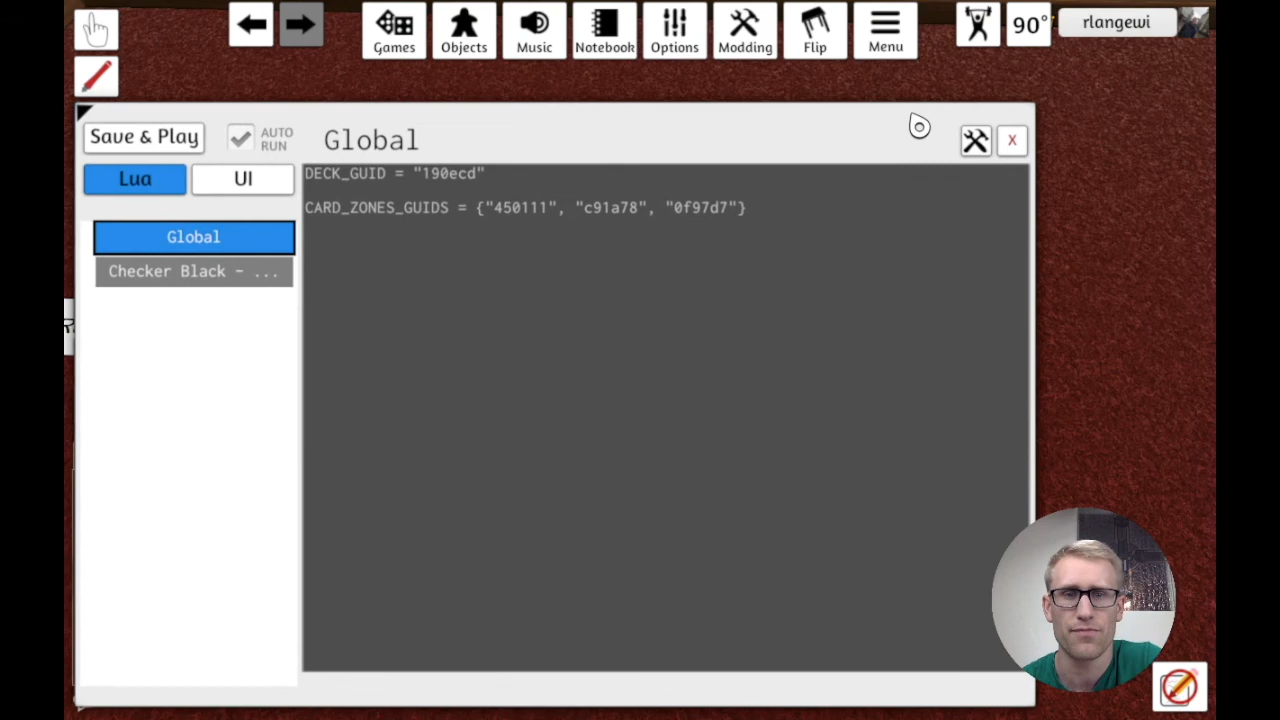 Games
Objects
Music
Notebook
Options
Modding
Flip
Menu
90°
rlangewi
Save & Play
AUTO
RUN
Global
X
Lua
UI
DECK_GUID = "190ecd"
CARD_ZONES_GUIDS = {"450111", "c91a78", "0f97d7"}
Global
Checker Black - ...